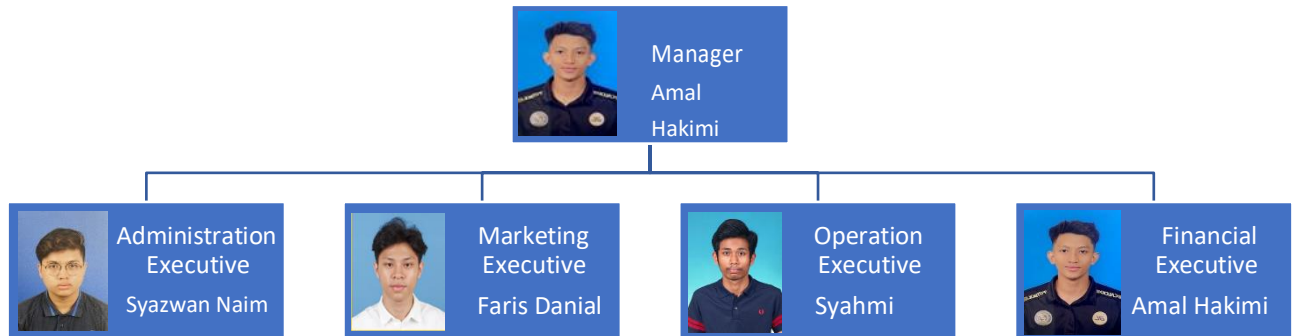 Manager
Amal
Hakimi
Administration
Executive
Syazwan Naim
Marketing
Executive
Faris Danial
Operation
Executive
Syahmi
Financial
Executive
Amal Hakimi